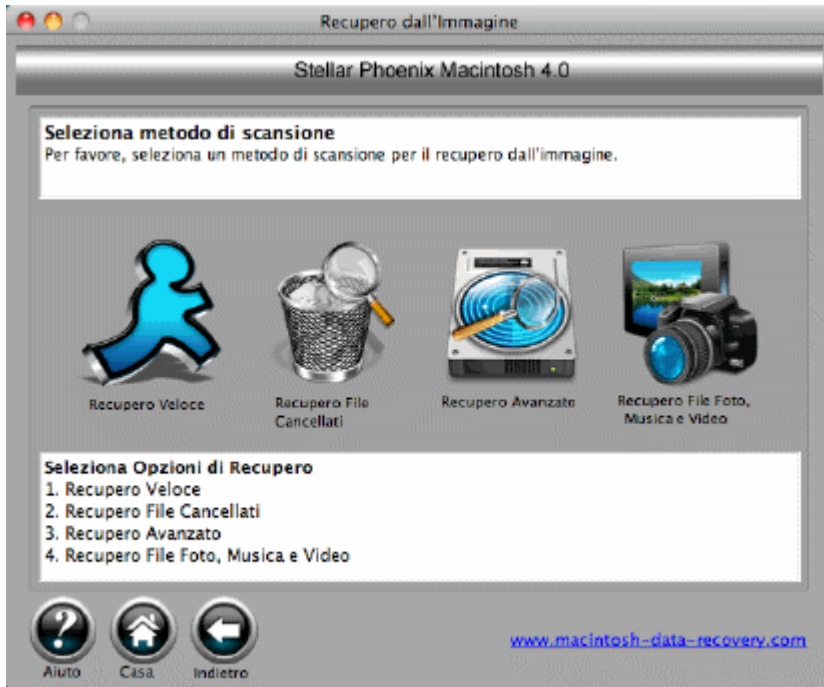 Recupero dall'Immagine
Stellar Phoenix Macintosh 4.0
Seleziona metodo di scansione
Per favore, seleziona un metodo di scansione per il recupero dall'immagine.
Recupero Veloce
Recupero File
Cancellati
Recupero Avanzato
Recupero File Foto,
Musica e Video
Seleziona Opzioni di Recupero
1. Recupero Veloce
2. Recupero File Cancellati
3. Recupero Avanzato
4. Recupero File Foto, Musica e Video
Aiuto
Casa
Indietro
www.macintosh-data-recovery.com